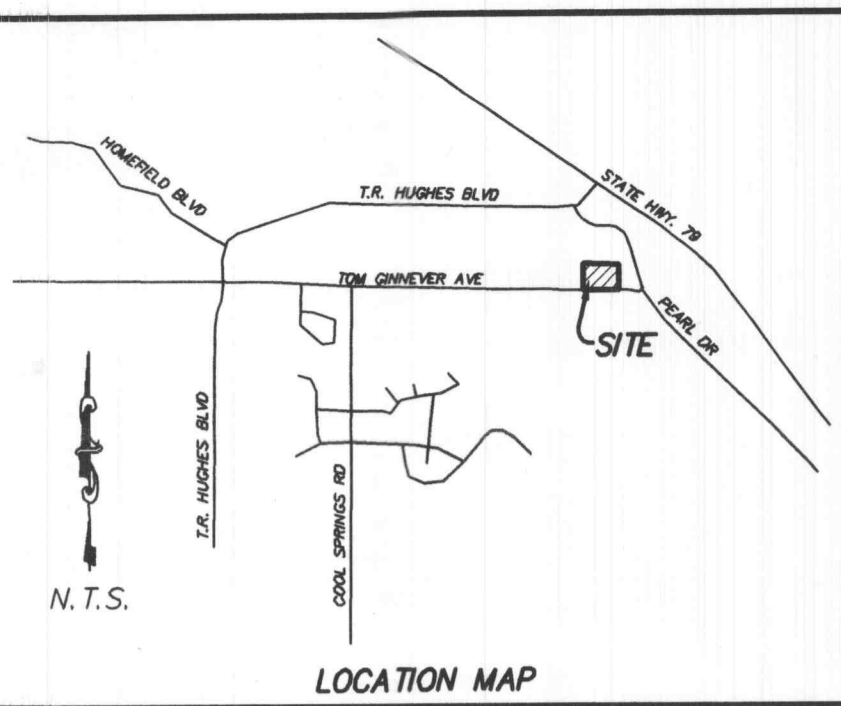 HOMEFIELD BLVD
T.R. HUGHES BLVD
STATE HWY. 79
TOM GINNEVER AVE
SITE
PEARL DR
T.R. HUGHES BLVD
COOL SPRINGS RD
N.T.S.
LOCATION MAP